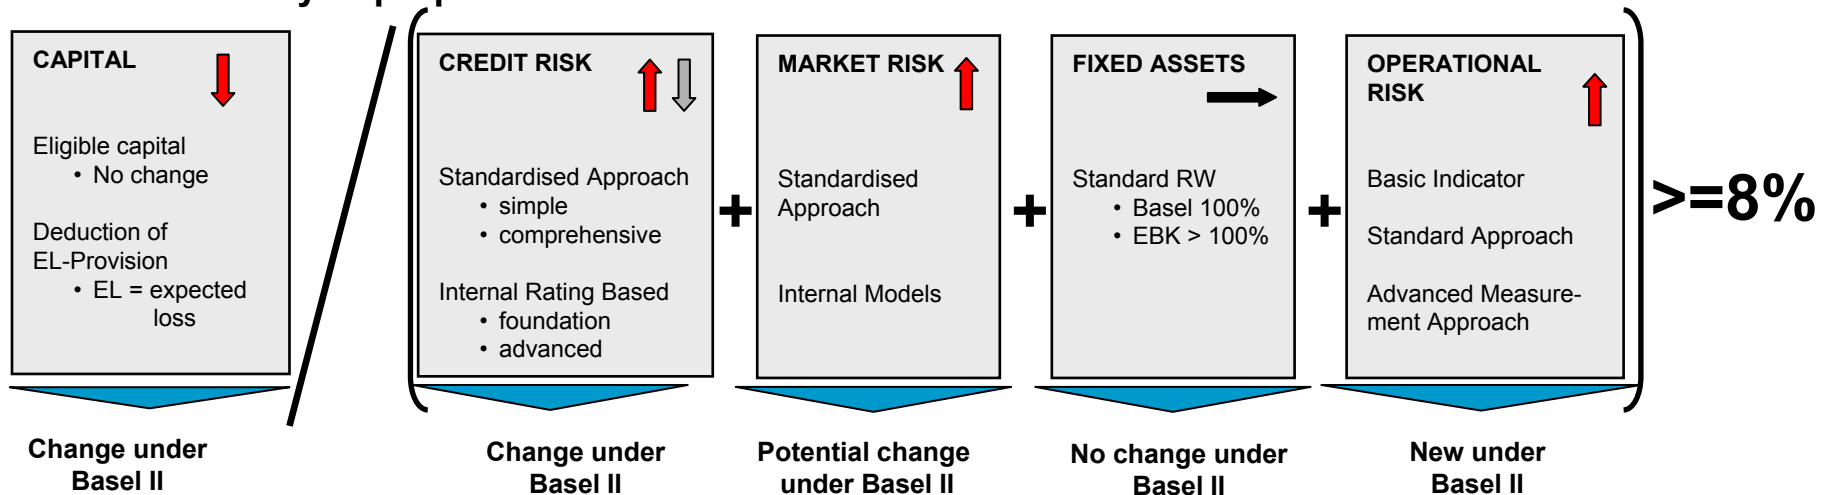 CAPITAL
Eligible capital
• No change
Deduction of
EL-Provision
• EL = expected
loss
Change under
Basel II
CREDIT RISK
Standardised Approach
• simple
• comprehensive
Internal Rating Based
• foundation
• advanced
Change under
Basel II
+
MARKET RISK
Standardised
Approach
Internal Models
Potential change
under Basel II
+
FIXED ASSETS
Standard RW
• Basel 100%
• EBK > 100%
No change under
Basel II
+
OPERATIONAL
RISK
Basic Indicator
Standard Approach
Advanced Measure-
ment Approach
New under
Basel II
>=8%